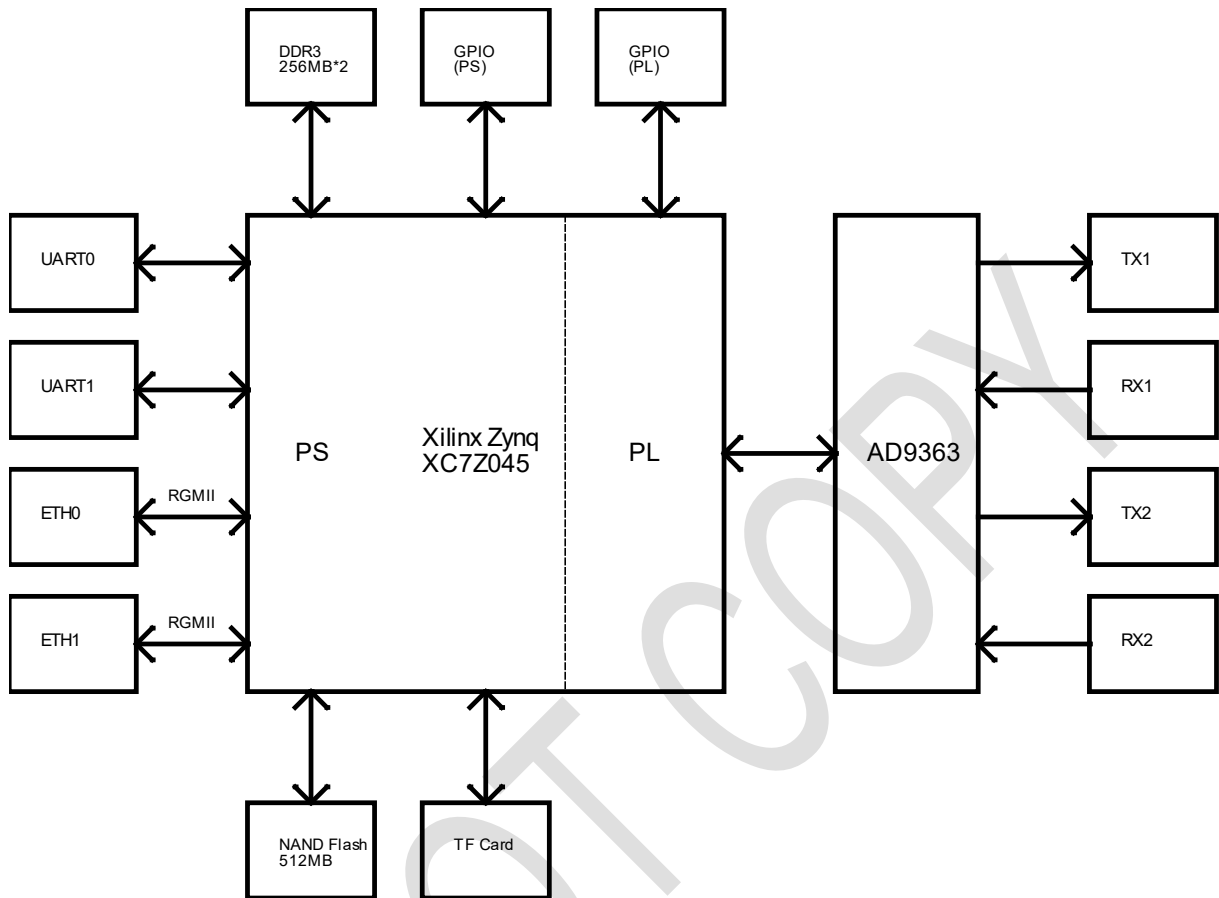 DDR3
256MB*2
GPIO
(PS)
GPIO
(PL)
UART0
UART1
ETH0
RGMII
ETH1
RGMII
PS
Xilinx Zynq
XC7Z045
PL
AD9363
TX1
RX1
TX2
RX2
NAND Flash
512MB
TF Card
OT COPY